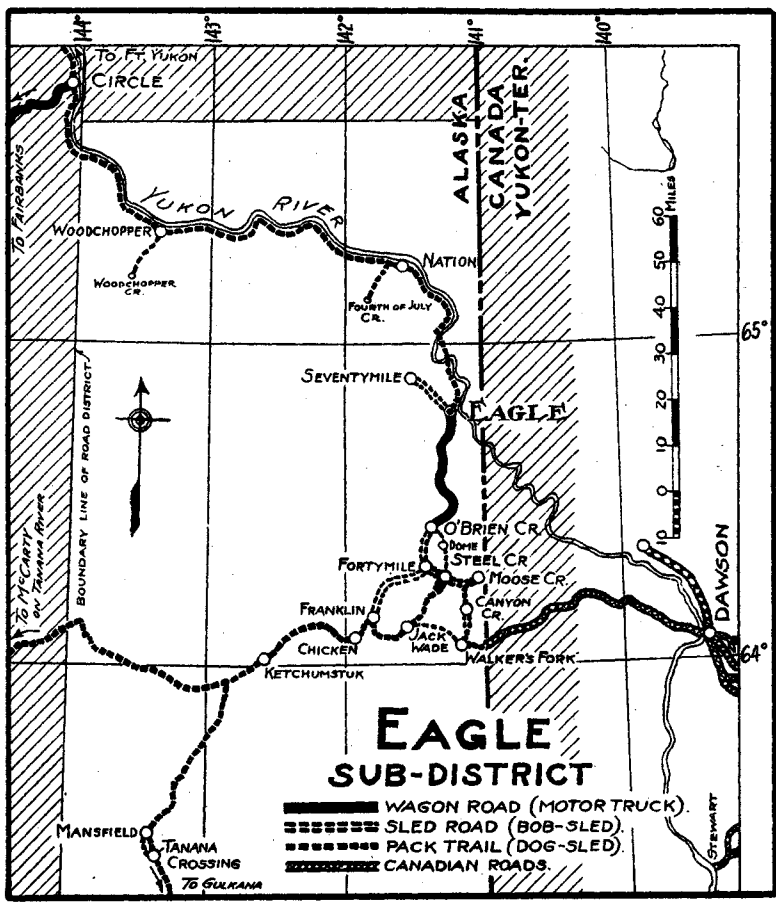 144°
143°
142°
141°
140°
TO FT. YUKON
CIRCLE
TO FAIRBANKS
YUKON RIVER
ALASKA
CANADA
YUKON-TER.
WOODCHOPPER
WOODCHOPPER
CR.
NATION
FOURTH OF JULY
CR.
MILES
60
50
40
30
20
10
0
10
65°
SEVENTYMILE
EAGLE
BOUNDARY LINE OF ROAD DISTRICT
TO MCCARTY
ON TANANA RIVER
O'BRIEN CR.
DOME
STEEL CR
FORTYMILE
MOOSE CR.
FRANKLIN
CANYON
CR.
CHICKEN
JACK
WADE
WALKER'S FORK
KETCHUMSTUK
DAWSON
64°
EAGLE
SUB-DISTRICT
WAGON ROAD (MOTOR TRUCK).
SLED ROAD (BOB-SLED).
PACK TRAIL (DOG-SLED).
CANADIAN ROADS.
MANSFIELD
TANANA
CROSSING
TO GULKANA
STEWART